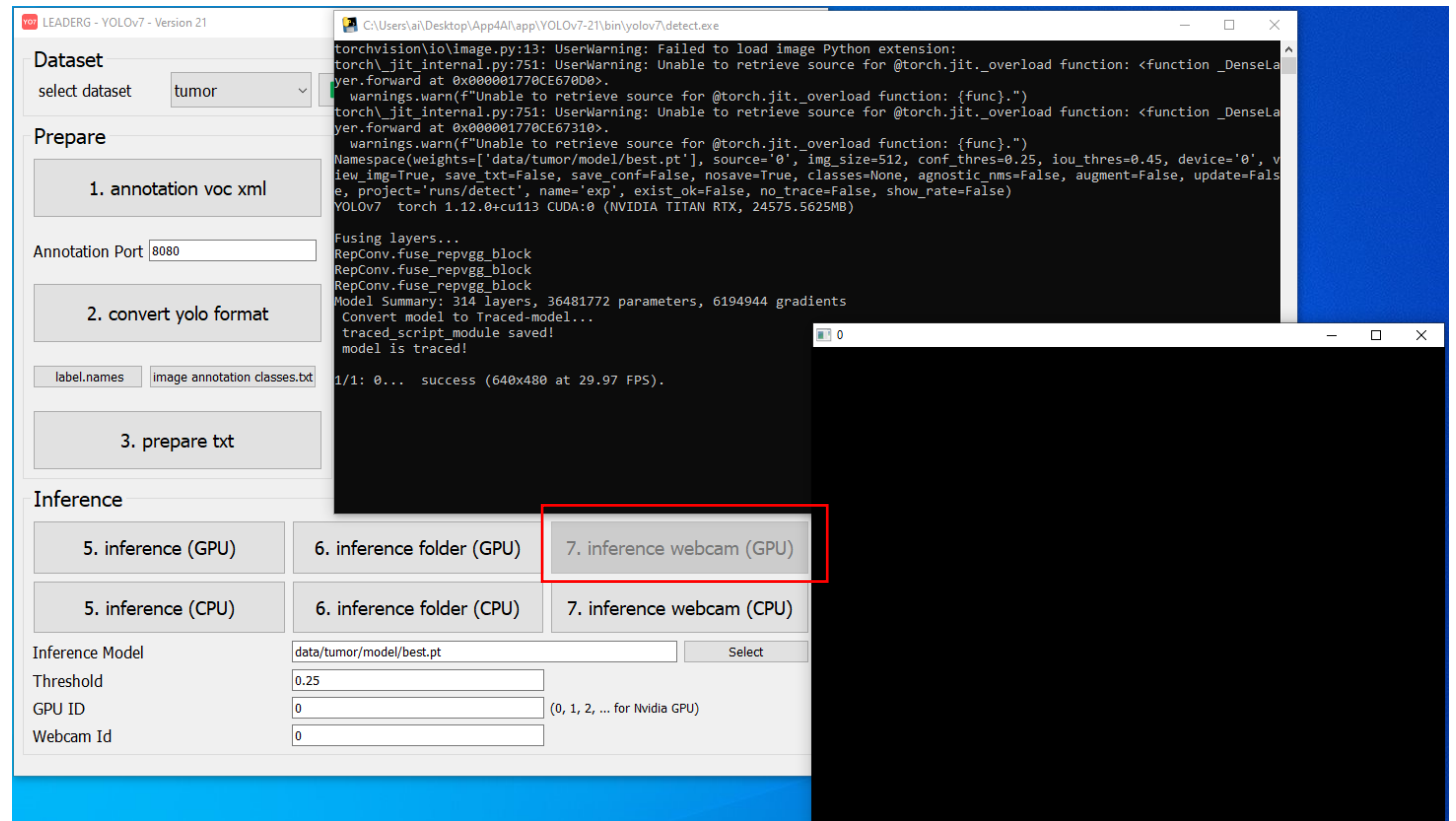 LEADERG - YOLOv7 - Version 21
Dataset
select dataset
tumor
Prepare
1. annotation voc xml
Annotation Port
8080
2. convert yolo format
label.names
image annotation classes.txt
3. prepare txt
C:\Users\ai\Desktop\App4AI\app\YOLOv7-21\bin\yolov7\detect.exe
torchvision\io\image.py:13: UserWarning: Failed to load image Python extension:
torch\_jit_internal.py:751: UserWarning: Unable to retrieve source for @torch.jit._overload function: <function _DenseLa
yer.forward at 0x000001770CE670D0>.
warnings.warn(f"Unable to retrieve source for @torch.jit._overload function: {func}.")
torch\_jit_internal.py:751: UserWarning: Unable to retrieve source for @torch.jit._overload function: <function _DenseLa
yer.forward at 0x000001770CE67310>.
warnings.warn(f"Unable to retrieve source for @torch.jit._overload function: {func}.")
Namespace(weights=['data/tumor/model/best.pt'], source='0', img_size=512, conf_thres=0.25, iou_thres=0.45, device='0', v
iew_img=True, save_txt=False, save_conf=False, nosave=True, classes=None, agnostic_nms=False, augment=False, update=Fals
e, project='runs/detect', name='exp', exist_ok=False, no_trace=False, show_rate=False)
YOLOv7  torch 1.12.0+cu113 CUDA:0 (NVIDIA TITAN RTX, 24575.5625MB)
Fusing layers...
RepConv.fuse_repvgg_block
RepConv.fuse_repvgg_block
RepConv.fuse_repvgg_block
Model Summary: 314 layers, 36481772 parameters, 6194944 gradients
Convert model to Traced-model...
traced_script_module saved!
model is traced!
1/1: 0...  success (640x480 at 29.97 FPS).
0
Inference
5. inference (GPU)
6. inference folder (GPU)
7. inference webcam (GPU)
5. inference (CPU)
6. inference folder (CPU)
7. inference webcam (CPU)
Inference Model
data/tumor/model/best.pt
Select
Threshold
0.25
GPU ID
0
(0, 1, 2, ... for Nvidia GPU)
Webcam Id
0